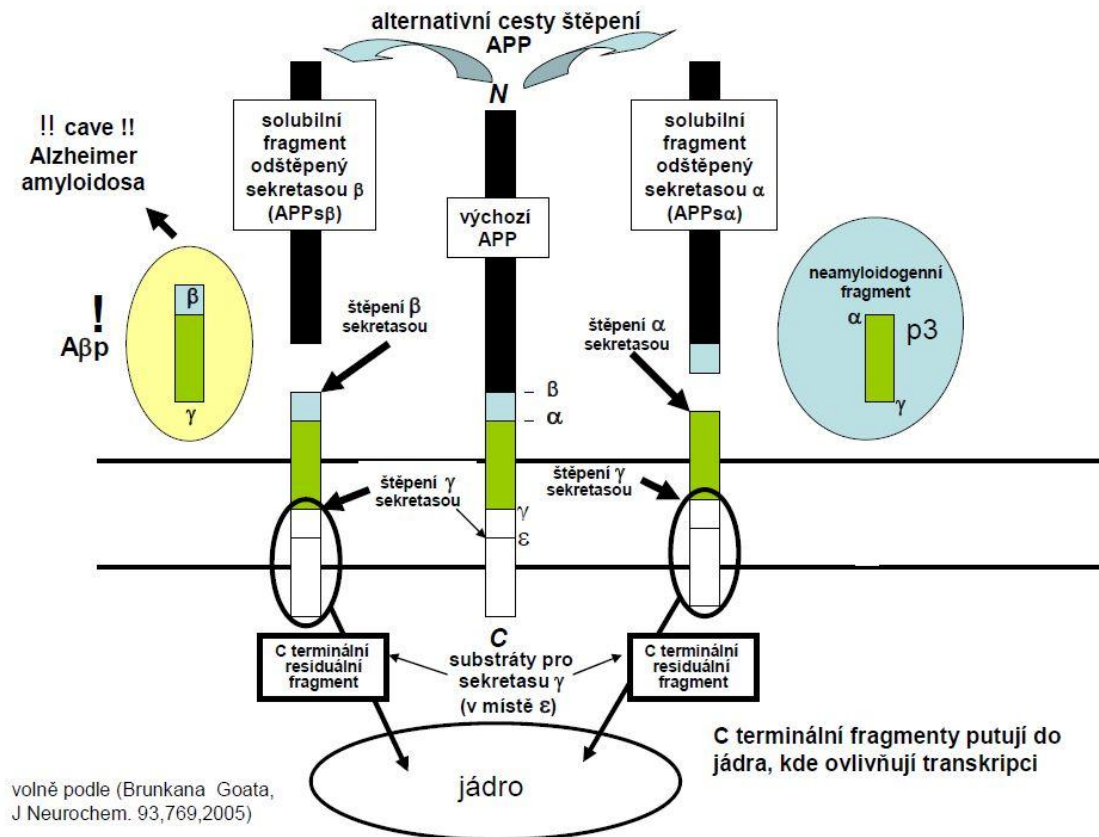 alternativní cesty štěpení
APP
N
!! cave !!
Alzheimer
amyloidosa
solubilní
fragment
odštěpený
sekretasou β
(APPsβ)
výchozí
APP
solubilní
fragment
odštěpený
sekretasou α
(APPsα)
β
!
Aβp
γ
štěpení β
sekretasou
štěpení α
sekretasou
neamyloidogenní
fragment
α
p3
γ
β
α
štěpení γ
sekretasou
štěpení γ
sekretasou
γ
ε
C
C terminální
residuální
fragment
substráty pro
sekretasu γ
(v místě ε)
C terminální
residuální
fragment
jádro
C terminální fragmenty putují do
jádra, kde ovlivňují transkripci
volně podle (Brunkana Goata,
J Neurochem. 93,769,2005)